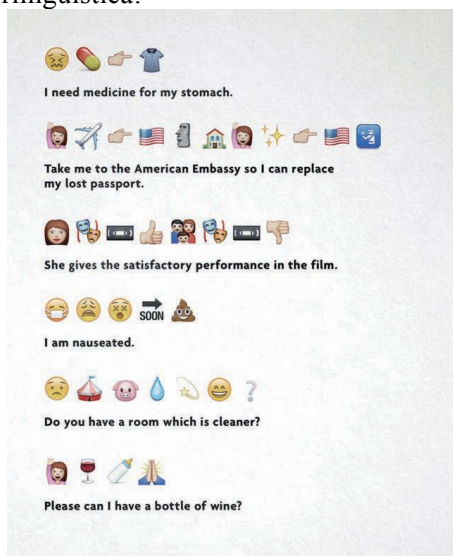 I need medicine for my stomach.
Take me to the American Embassy so I can replace
my lost passport.
She gives the satisfactory performance in the film.
SOON
I am nauseated.
Do you have a room which is cleaner?
Please can I have a bottle of wine?